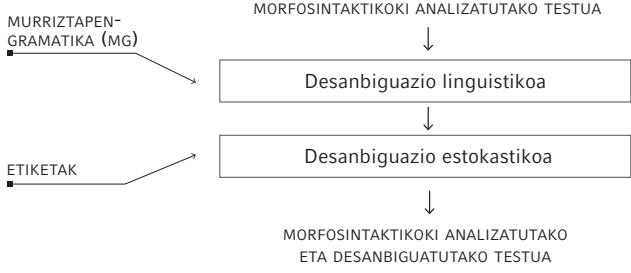 MORFOSINTAKTIKOKI ANALIZATUTAKO TESTUA
MURRIZTAPEN-
GRAMATIKA (MG)
Desanbiguazio linguistikoa
Desanbiguazio estokastikoa
ETIKETAK
MORFOSINTAKTIKOKI ANALIZATUTAKO
ETA DESANBIGUATUTAKO TESTUA